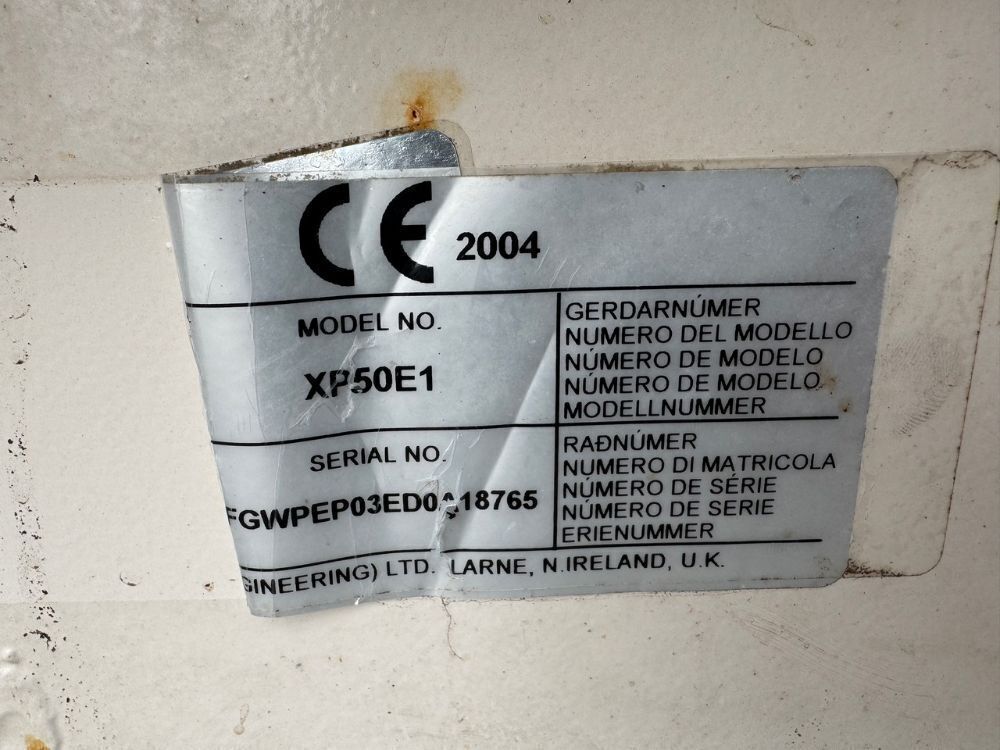 CE 2004
MODEL NO.
XP50E1
GERDARNÚMER
NUMERO DEL MODELLO
NÚMERO DE MODELO
NÚMERO DE MODELO
MODELLNUMMER
SERIAL NO.
FGWPEP03ED0A18765
RAÐNÚMER
NUMERO DI MATRICOLA
NÚMERO DE SÉRIE
NÚMERO DE SERIE
ERIENUMMER
GINEERING) LTD. LARNE, N.IRELAND, U.K.